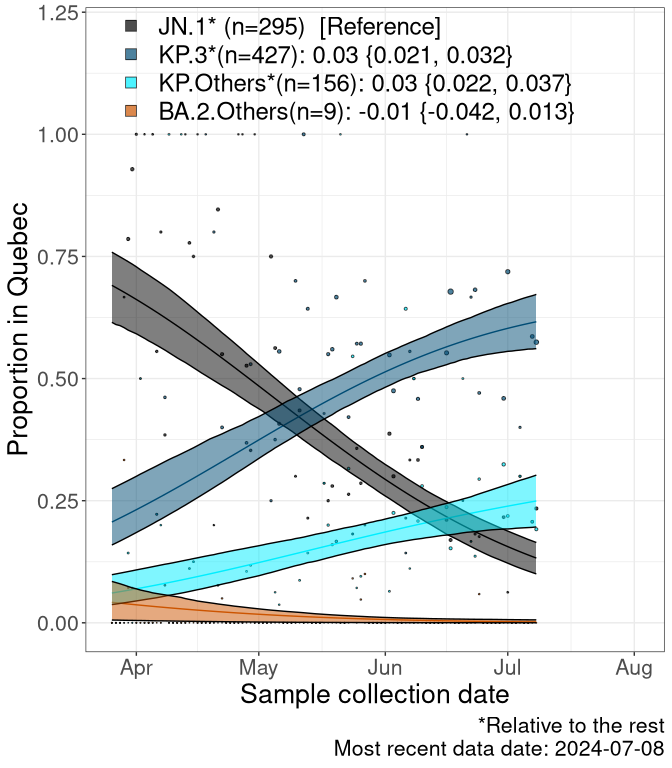 JN.1* (n=295)  [Reference]
KP.3*(n=427): 0.03 {0.021, 0.032}
KP.Others*(n=156): 0.03 {0.022, 0.037}
BA.2.Others(n=9): -0.01 {-0.042, 0.013}
1.25
1.00
0.75
0.50
0.25
0.00
Proportion in Quebec
Apr May Jun Jul Aug
Sample collection date
*Relative to the rest
Most recent data date: 2024-07-08